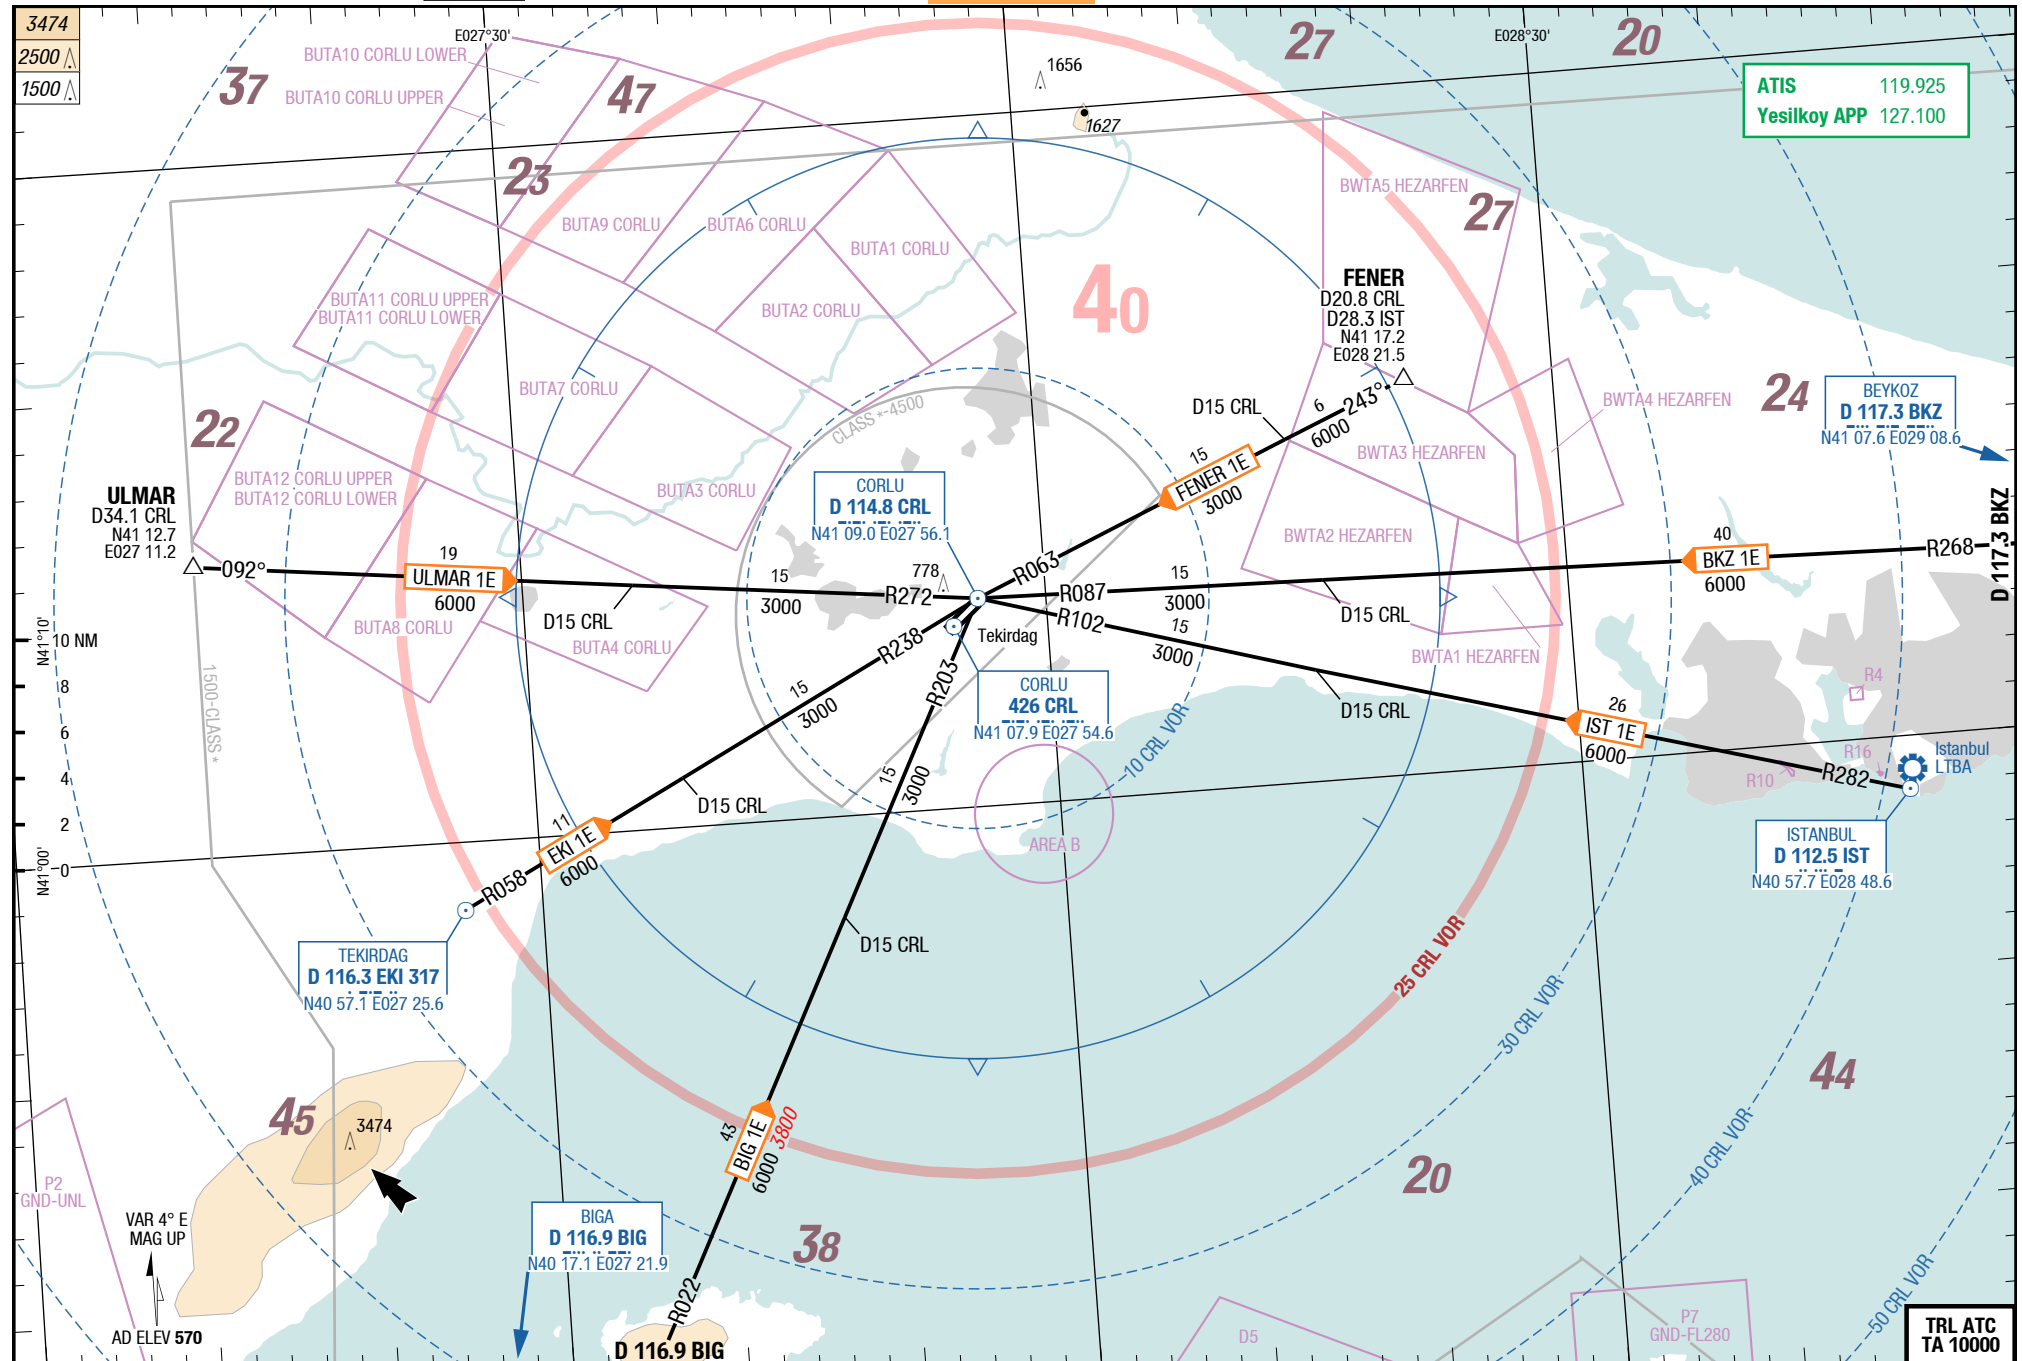 3474
2500
1500
E027°30'
E028°30'
BUTA10 CORLU LOWER
BUTA10 CORLU UPPER
37
47
23
27
20
1656
1627
ATIS 119.925
Yesilkoy APP 127.100
BUTA9 CORLU
BUTA6 CORLU
BUTA1 CORLU
BUTA2 CORLU
BWTA5 HEZARFEN
27
40
BUTA11 CORLU UPPER
BUTA11 CORLU LOWER
FENER
D20.8 CRL
D28.3 IST
N41 17.2
E028 21.5
BUTA7 CORLU
CLASS *-4500
D15 CRL
6
243°
6000
24
BWTA4 HEZARFEN
BEYKOZ
D 117.3 BKZ
N41 07.6 E029 08.6
22
BUTA12 CORLU UPPER
BUTA12 CORLU LOWER
BUTA3 CORLU
BWTA3 HEZARFEN
15
FENER 1E
3000
ULMAR
D34.1 CRL
N41 12.7
E027 11.2
CORLU
D 114.8 CRL
N41 09.0 E027 56.1
BWTA2 HEZARFEN
D 117.3 BKZ
092°
19
ULMAR 1E
6000
15
3000
778
R272
R063
R087
15
3000
40
BKZ 1E
6000
R268
D15 CRL
D15 CRL
BUTA8 CORLU
BUTA4 CORLU
R238
Tekirdag
R102
15
3000
BWTA1 HEZARFEN
N41°10'
10 NM
8
6
4
2
0
N41°00'
1500-CLASS *
R203
CORLU
426 CRL
N41 07.9 E027 54.6
D15 CRL
R4
15
3000
10 CRL VOR
26
IST 1E
6000
R16
R10
R282
Istanbul
LTBA
15
3000
D15 CRL
11
EKI 1E
6000
R058
AREA B
ISTANBUL
D 112.5 IST
N40 57.7 E028 48.6
D15 CRL
TEKIRDAG
D 116.3 EKI 317
N40 57.1 E027 25.6
25 CRL VOR
30 CRL VOR
40 CRL VOR
50 CRL VOR
44
45
3474
43
BIG 1E
6000
3800
20
P2
GND-UNL
VAR 4° E
MAG UP
AD ELEV 570
BIGA
D 116.9 BIG
N40 17.1 E027 21.9
38
R022
D 116.9 BIG
D5
P7
GND-FL280
TRL ATC
TA 10000